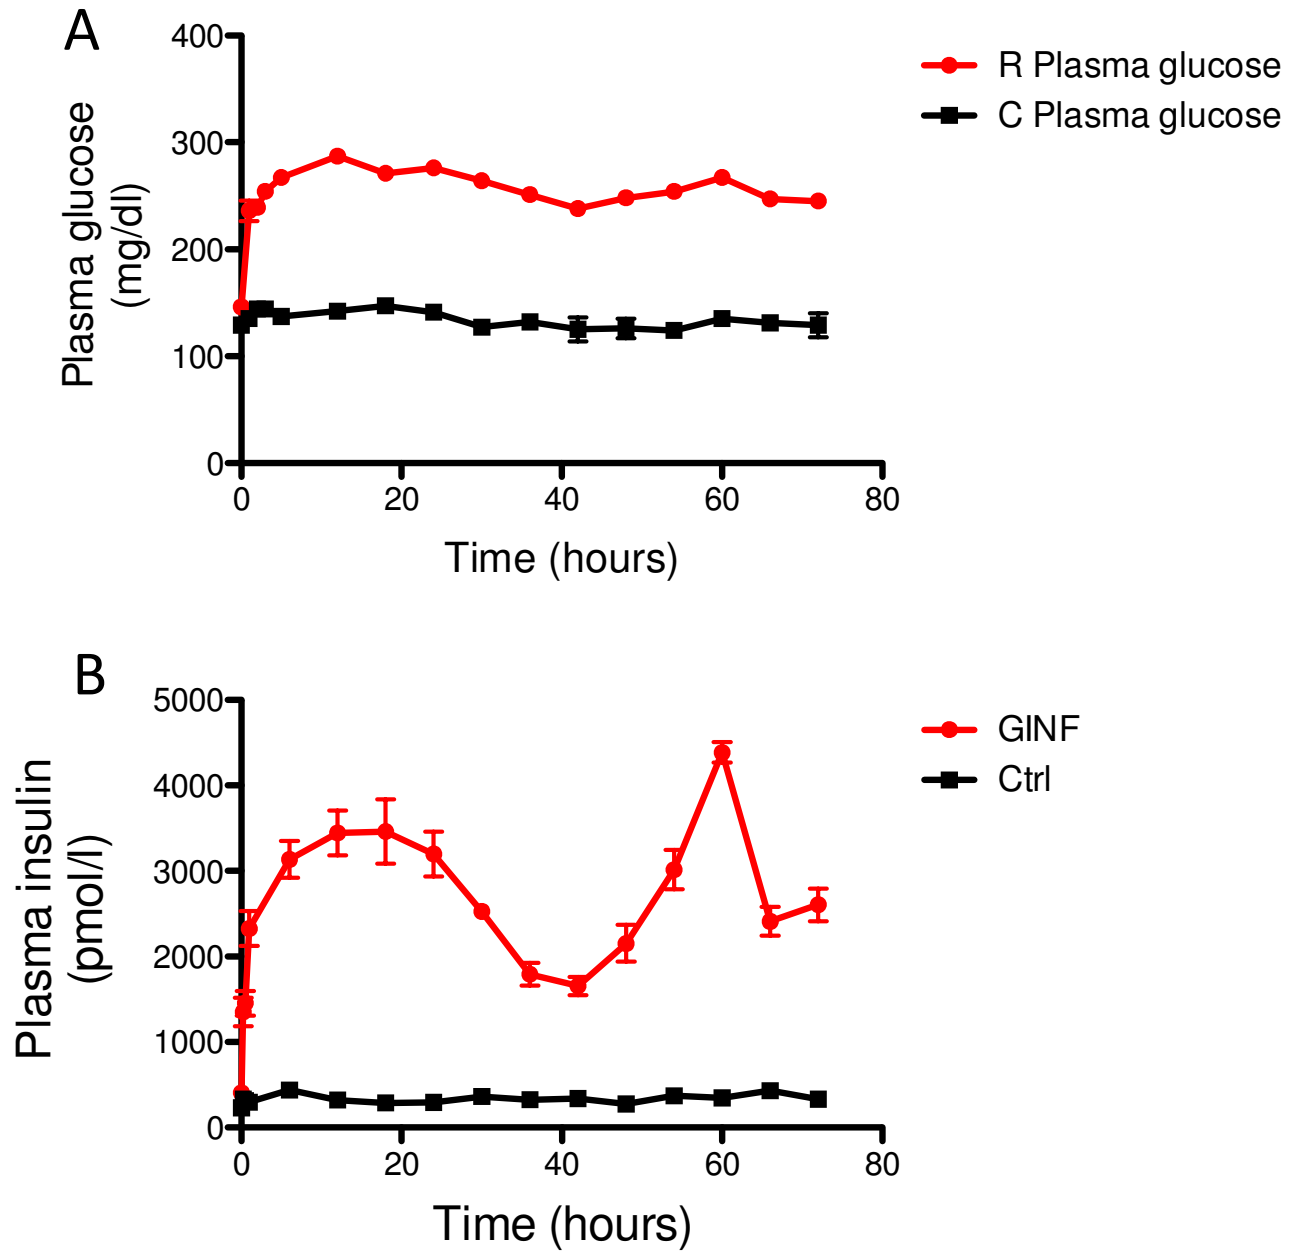 A
400
300
200
100
0
0 20 40 60 80
Plasma glucose
(mg/dl)
Time (hours)
R Plasma glucose
C Plasma glucose
B
5000
4000
3000
2000
1000
0
0 20 40 60 80
Plasma insulin
(pmol/l)
Time (hours)
GINF
Ctrl